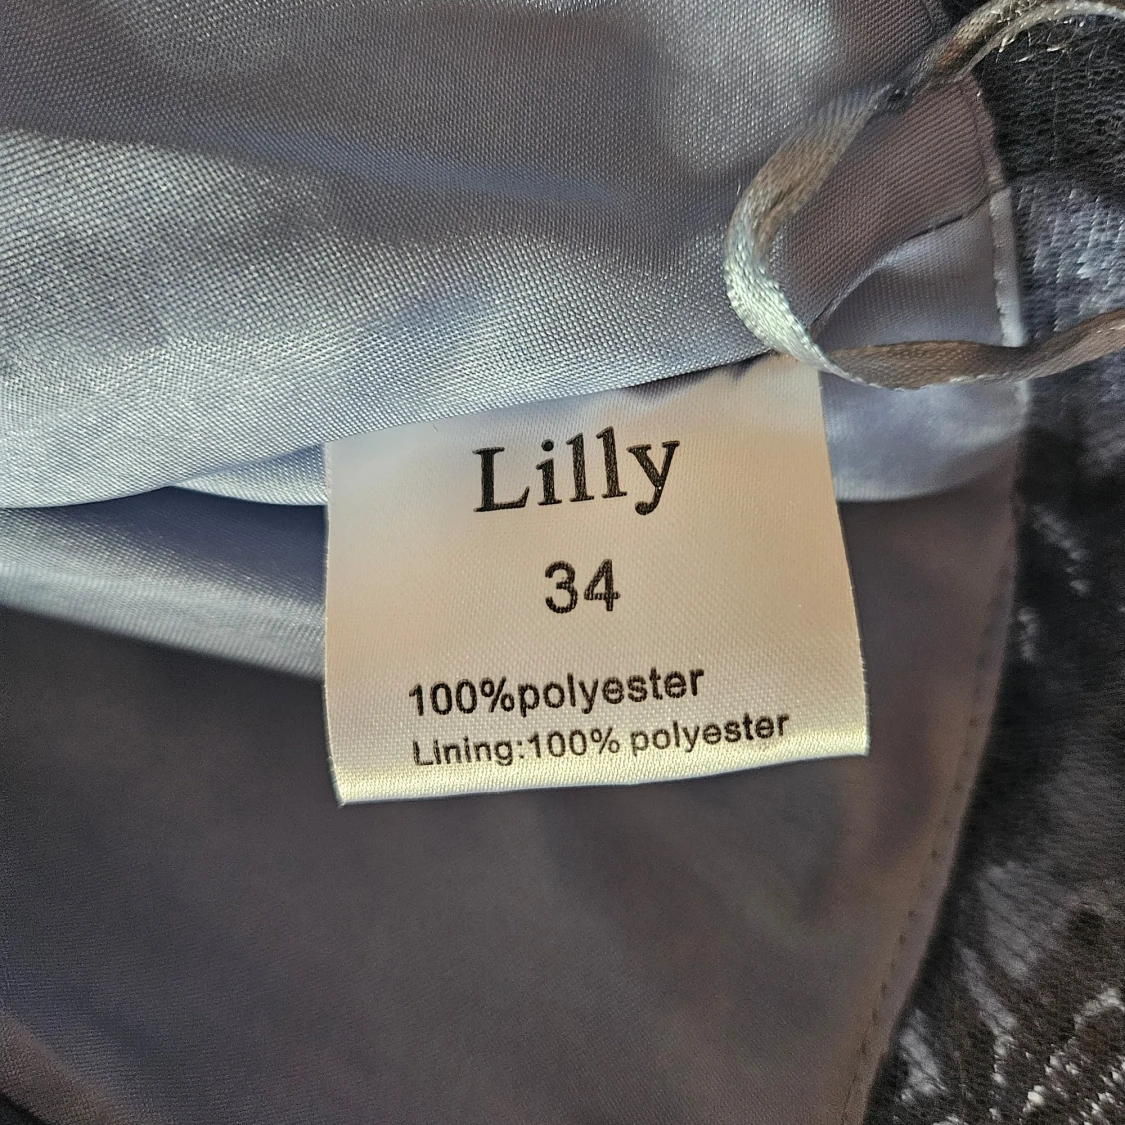 Lilly
34
100%polyester
Lining:100% polyester